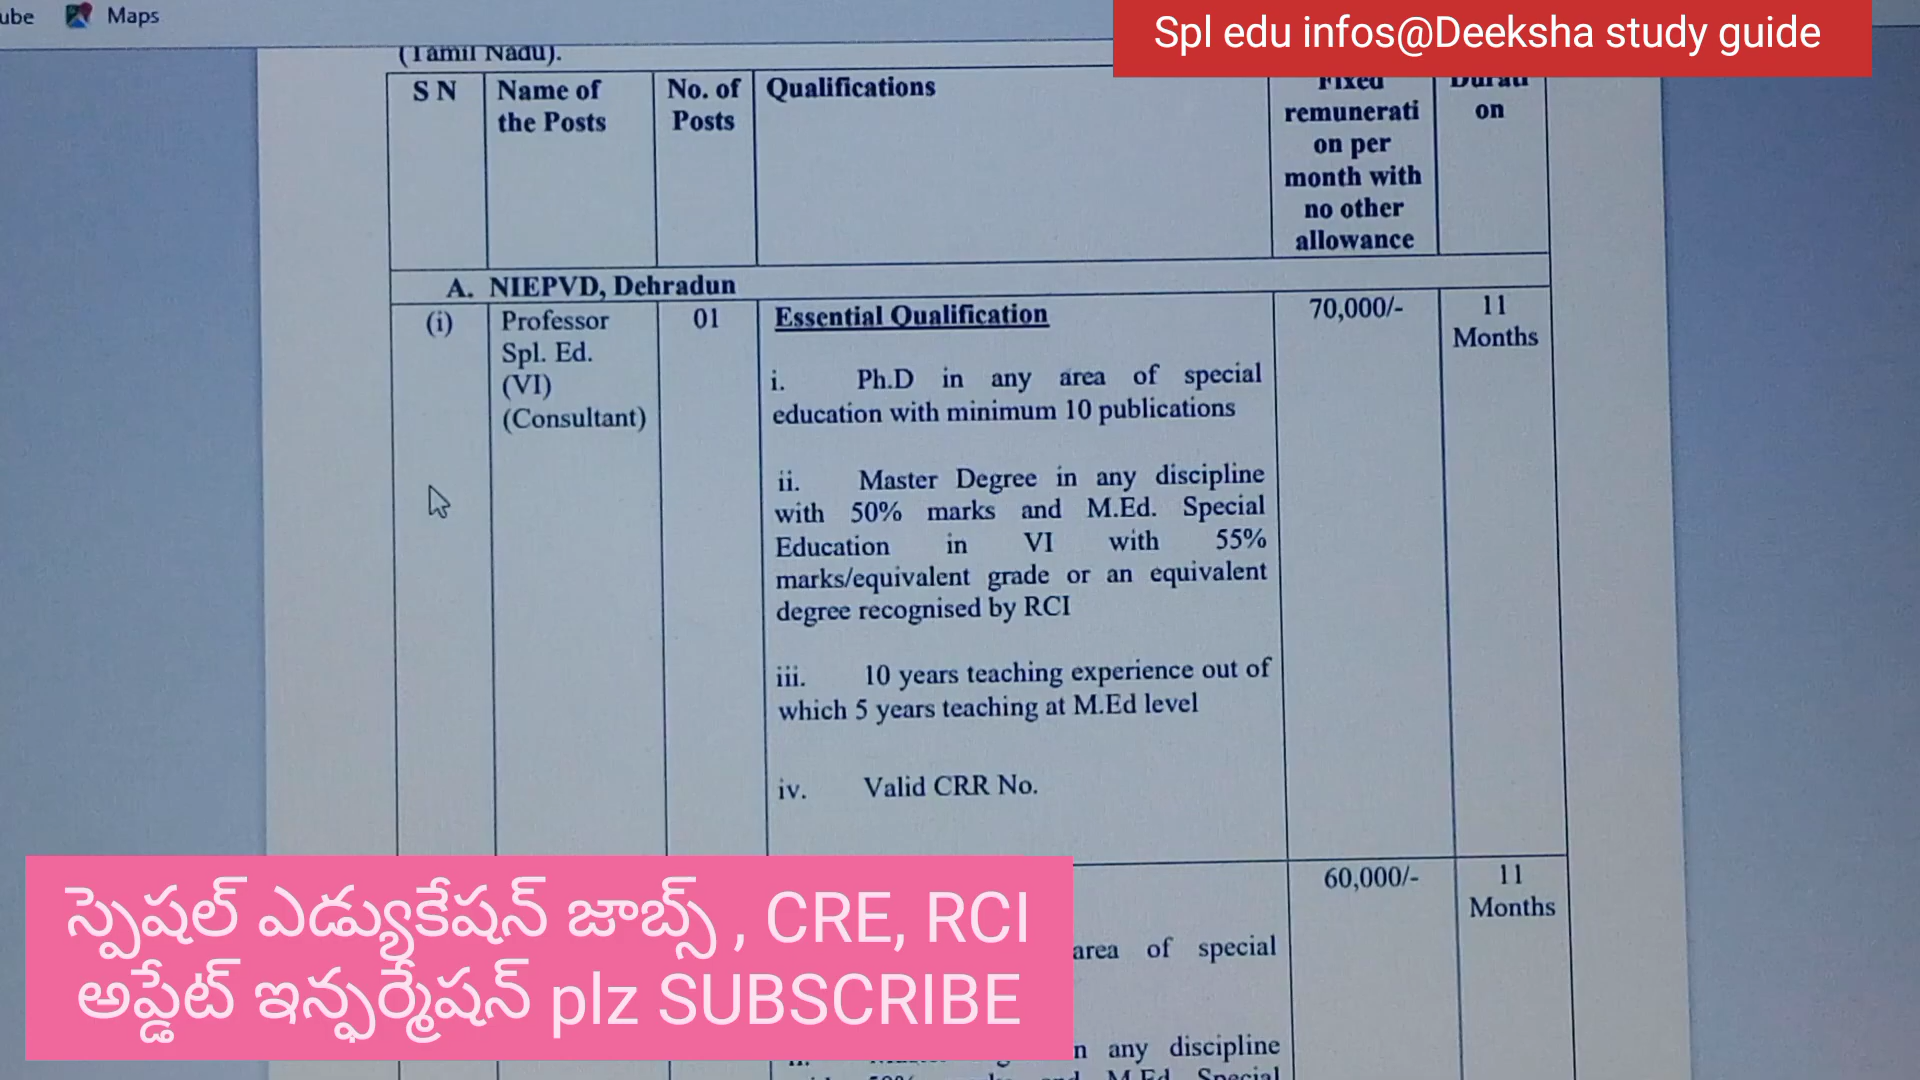 ube Maps
Spl edu infos@Deeksha study guide
(Tamil Nadu).
S N
Name of
the Posts
No. of
Posts
Qualifications
Fixed
remunerati
on per
month with
no other
allowance
Durati
on
A. NIEPVD, Dehradun
(i)
Professor
Spl. Ed.
(VI)
(Consultant)
01
Essential Qualification
i. Ph.D in any area of special
education with minimum 10 publications
ii. Master Degree in any discipline
with 50% marks and M.Ed. Special
Education in VI with 55%
marks/equivalent grade or an equivalent
degree recognised by RCI
iii. 10 years teaching experience out of
which 5 years teaching at M.Ed level
iv. Valid CRR No.
70,000/-
11
Months
60,000/-
11
Months
area of special
n any discipline
M.Ed. Special
స్పెషల్ ఎడ్యుకేషన్ జాబ్స్ , CRE, RCI
అప్డేట్ ఇన్ఫర్మేషన్ plz SUBSCRIBE